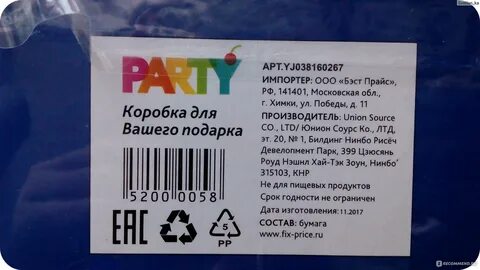 PARTY
Коробка для
Вашего подарка
5200 0058
EAC
5
PP
АРТ.YJ038160267
ИМПОРТЕР: ООО «Бэст Прайс»,
РФ, 141401, Московская обл.,
г. Химки, ул. Победы, д. 11
ПРОИЗВОДИТЕЛЬ: Union Source
CO., LTD/ Юнион Соурс Ко., ЛТД,
эт. 20, № 1, Билдинг Нинбо Рисёч
Девелопмент Парк, 399 Цзюсянь
Роуд Нэшнл Хай-Тэк Зоун, Нинбо
315103, КНР
Не для пищевых продуктов
Срок годности не ограничен
Дата изготовления: 11.2017
СОСТАВ: бумага
www.fix-price.ru